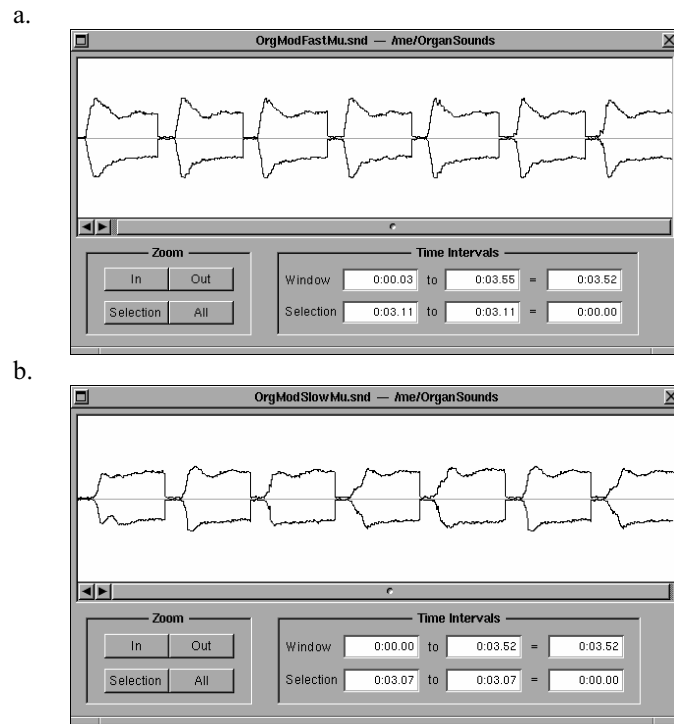 a.
OrgModFastMu.snd — /me/OrganSounds
Zoom
In Out
Selection All
Time Intervals
Window 0:00.03 to 0:03.55 = 0:03.52
Selection 0:03.11 to 0:03.11 = 0:00.00
b.
OrgModSlowMu.snd — /me/OrganSounds
Zoom
In Out
Selection All
Time Intervals
Window 0:00.00 to 0:03.52 = 0:03.52
Selection 0:03.07 to 0:03.07 = 0:00.00